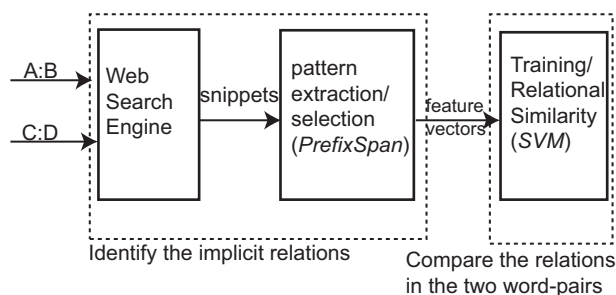 A:B
C:D
Web
Search
Engine
snippets
pattern
extraction/
selection
(PrefixSpan)
feature
vectors
Training/
Relational
Similarity
(SVM)
Identify the implicit relations
Compare the relations
in the two word-pairs